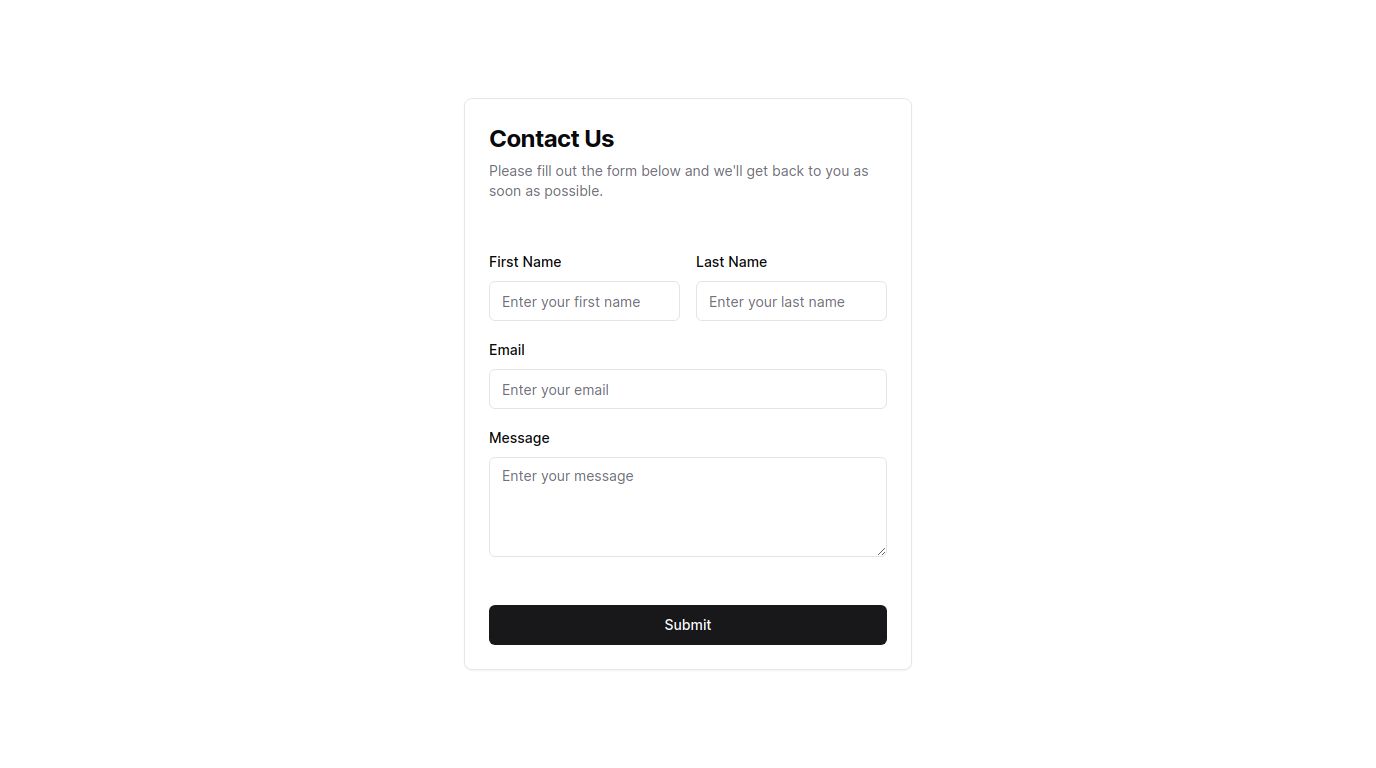 Contact Us
Please fill out the form below and we'll get back to you as
soon as possible.
First Name
Last Name
Enter your first name
Enter your last name
Email
Enter your email
Message
Enter your message
Submit